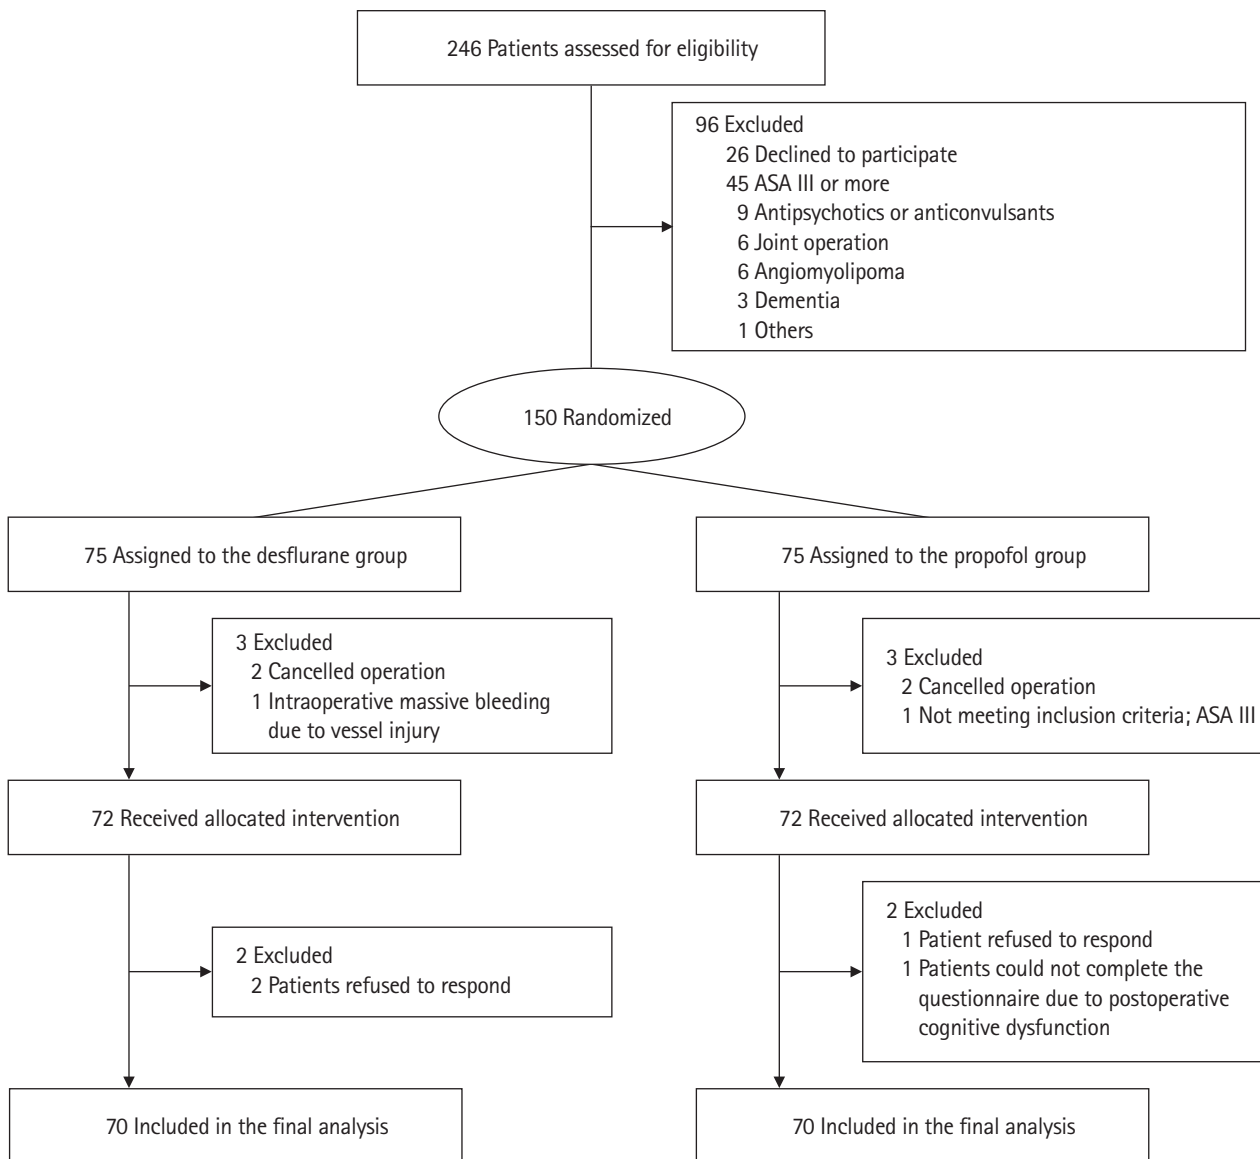 246 Patients assessed for eligibility
96 Excluded
26 Declined to participate
45 ASA III or more
9 Antipsychotics or anticonvulsants
6 Joint operation
6 Angiomyolipoma
3 Dementia
1 Others
150 Randomized
75 Assigned to the desflurane group
75 Assigned to the propofol group
3 Excluded
2 Cancelled operation
1 Intraoperative massive bleeding
due to vessel injury
3 Excluded
2 Cancelled operation
1 Not meeting inclusion criteria; ASA III
72 Received allocated intervention
72 Received allocated intervention
2 Excluded
2 Patients refused to respond
2 Excluded
1 Patient refused to respond
1 Patients could not complete the
questionnaire due to postoperative
cognitive dysfunction
70 Included in the final analysis
70 Included in the final analysis